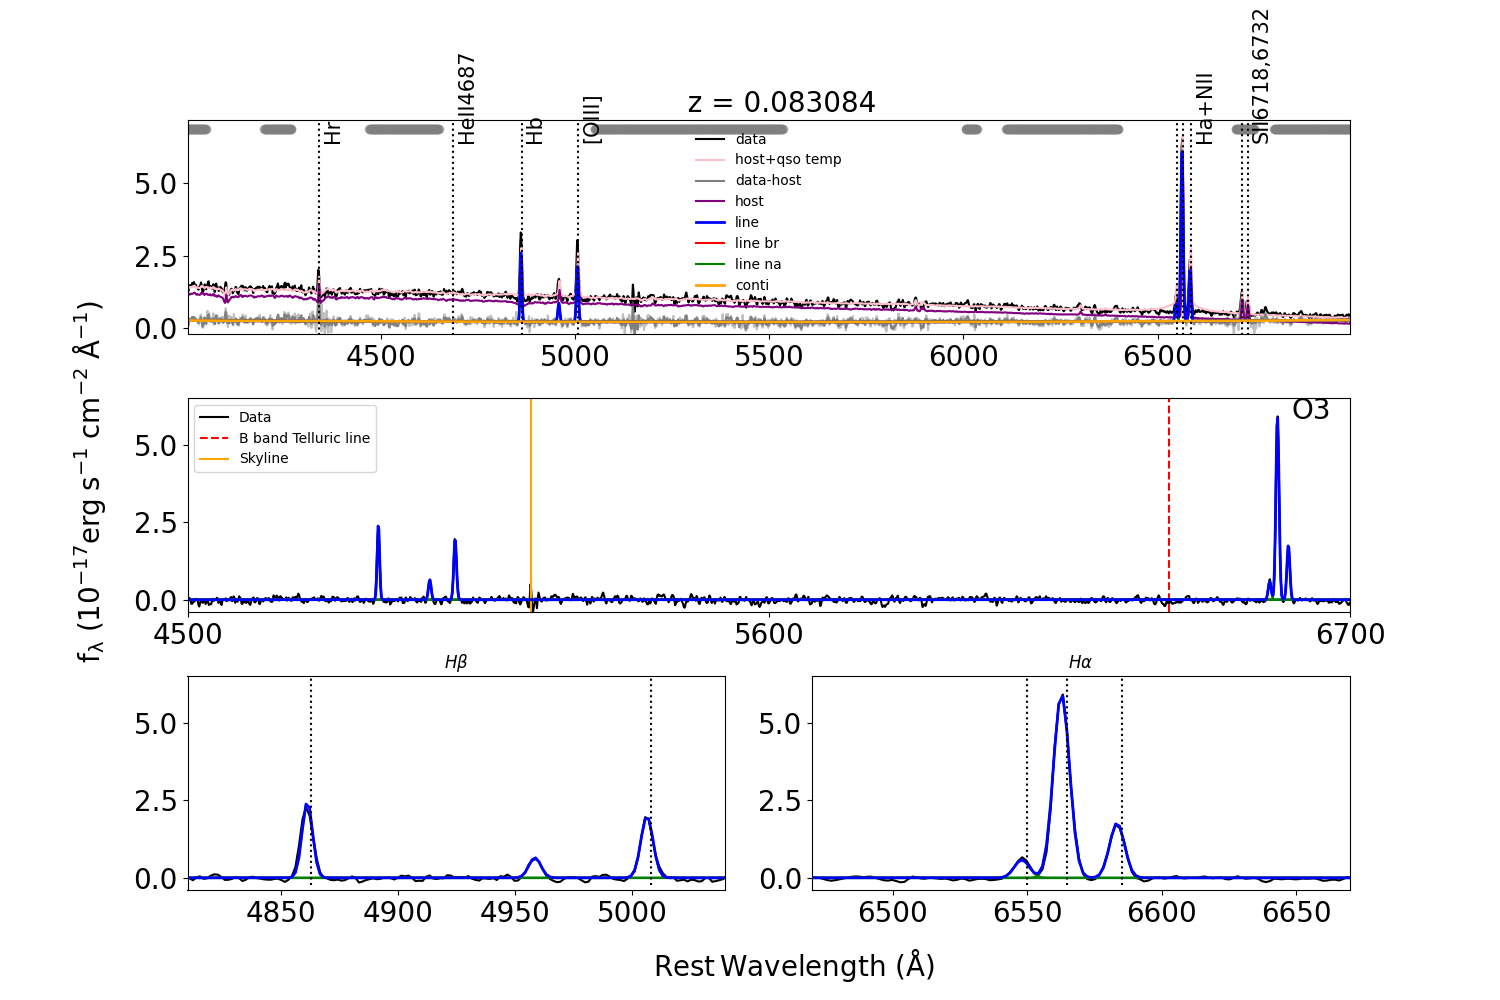 z = 0.083084
Hr
HeII4687
Hb
[OIII]
Ha+NII
SII6718,6732
data
host+qso temp
data-host
host
line
line br
line na
conti
5.0
2.5
0.0
4500 5000 5500 6000 6500
Data
B band Telluric line
Skyline
O3
5.0
2.5
0.0
4500 5600 6700
fλ (10−17erg s−1 cm−2 Å−1)
Hβ
5.0
2.5
0.0
4850 4900 4950 5000
Hα
5.0
2.5
0.0
6500 6550 6600 6650
Rest Wavelength (Å)